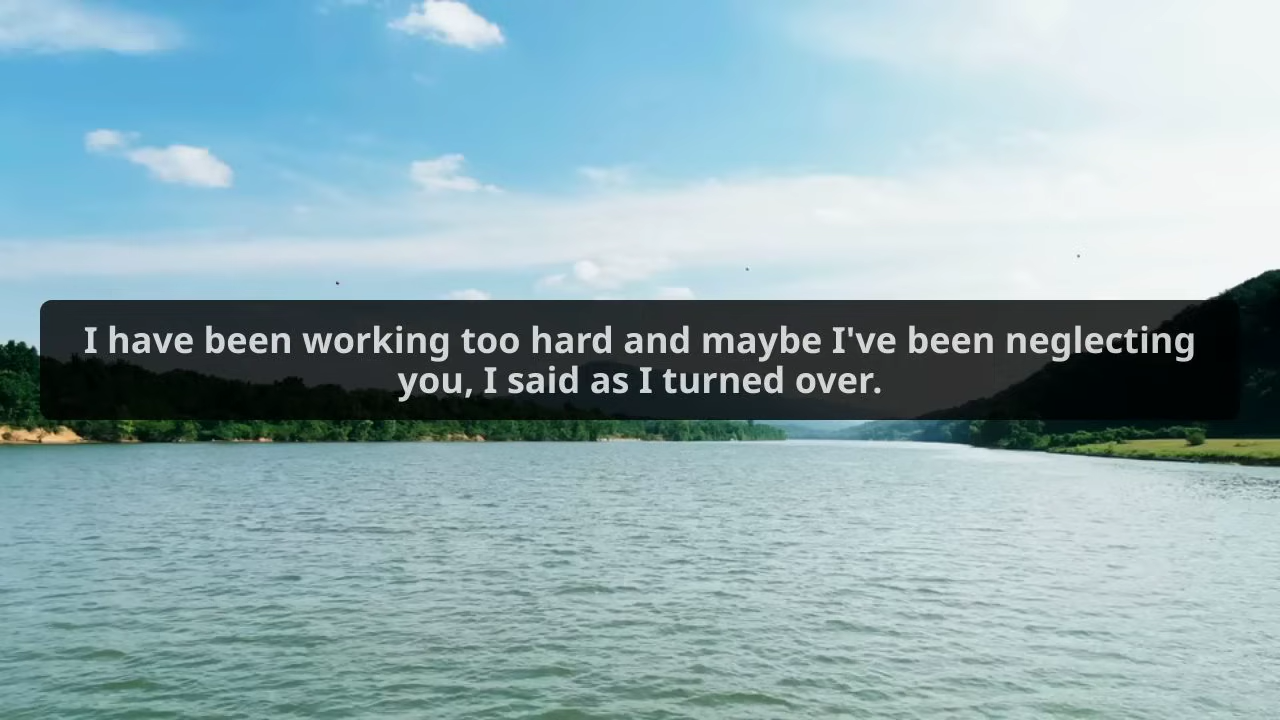 I have been working too hard and maybe I've been neglecting
you, I said as I turned over.